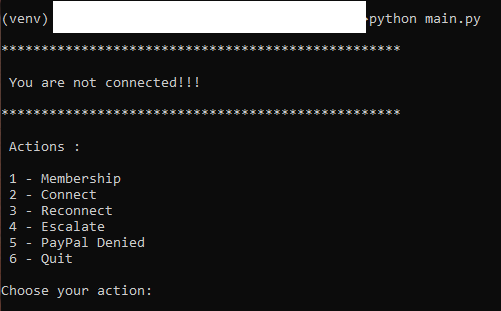 (venv) >python main.py
**************************************************
You are not connected!!!
**************************************************
Actions :
1 - Membership
2 - Connect
3 - Reconnect
4 - Escalate
5 - PayPal Denied
6 - Quit
Choose your action: